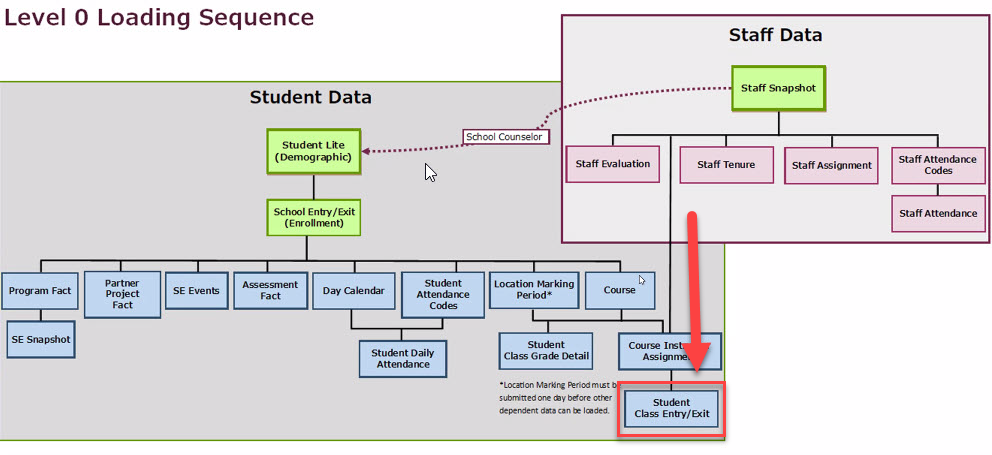 Level 0 Loading Sequence
Staff Data
Staff Snapshot
Student Data
School Counselor
Student Lite
(Demographic)
Staff Evaluation
Staff Tenure
Staff Assignment
Staff Attendance
Codes
Staff Attendance
School Entry/Exit
(Enrollment)
Program Fact
Partner
Project
Fact
SE Events
Assessment
Fact
Day Calendar
Student
Attendance
Codes
Location Marking
Period*
Course
SE Snapshot
Student Daily
Attendance
Student
Class Grade Detail
Course
Assignment
*Location Marking Period must be
submitted one day before other
dependent data can be loaded.
Student
Class Entry/Exit